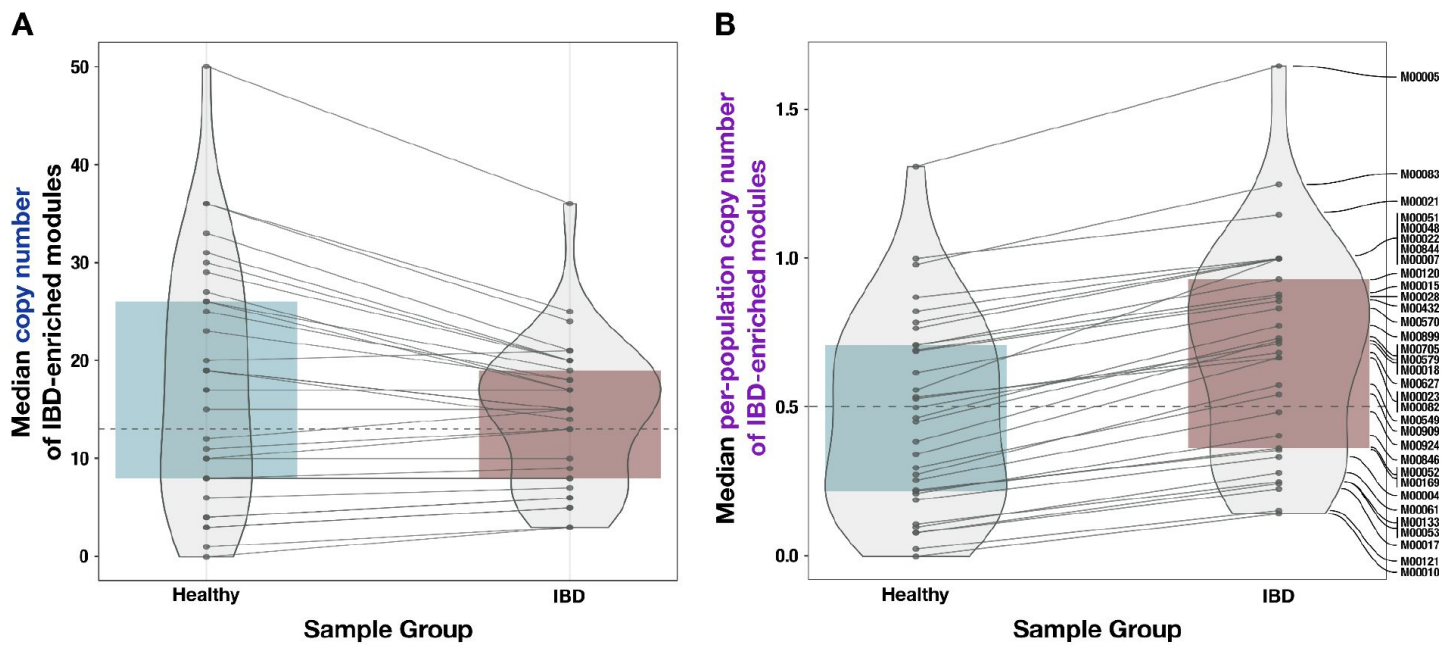 A
B
50
40
30
20
10
0
Median copy number
of IBD-enriched modules
Healthy
IBD
Sample Group
1.5
1.0
0.5
0.0
Median per-population copy number
of IBD-enriched modules
Healthy
IBD
Sample Group
M00005
M00083
M00021
M00051
M00048
M00022
M00844
M00007
M00120
M00015
M00028
M00432
M00570
M00899
M00705
M00579
M00018
M00627
M00023
M00082
M00549
M00909
M00924
M00846
M00052
M00169
M00004
M00061
M00133
M00053
M00017
M00121
M00010